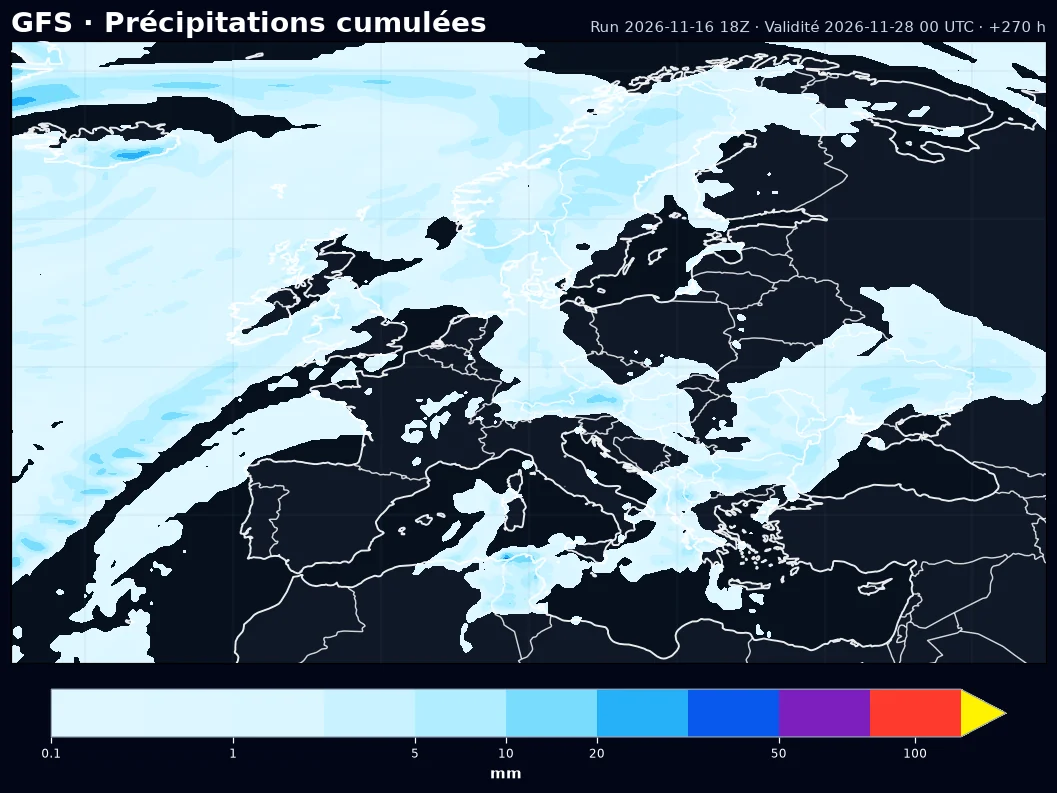 GFS · Précipitations cumulées
Run 2026-11-16 18Z · Validité 2026-11-28 00 UTC · +270 h
0.1 1 5 10 20 50 100
mm